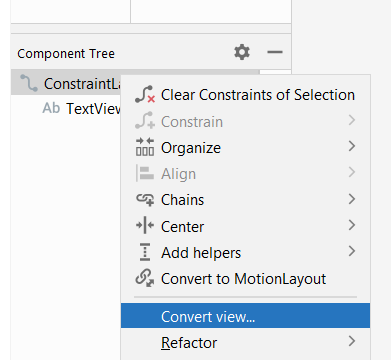 Component Tree
ConstraintLa
Ab TextView
Clear Constraints of Selection
Constrain
Organize
Align
Chains
Center
Add helpers
Convert to MotionLayout
Convert view...
Refactor